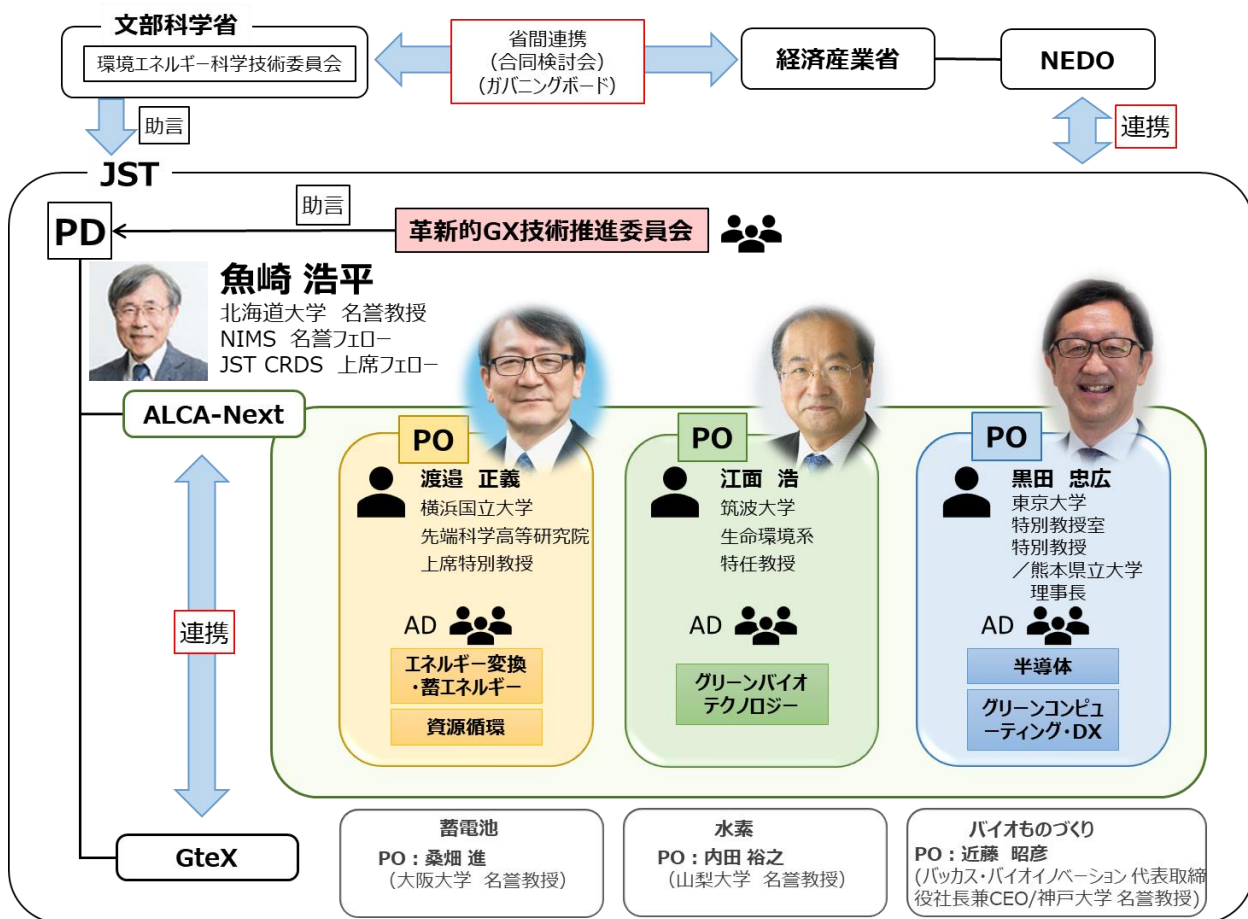 文部科学省
環境エネルギー科学技術委員会
省間連携
(合同検討会)
(ガバニングボード)
経済産業省
NEDO
助言
連携
JST
PD
助言
革新的GX技術推進委員会
魚崎 浩平
北海道大学 名誉教授
NIMS 名誉フェロー
JST CRDS 上席フェロー
ALCA-Next
PO
渡邉 正義
横浜国立大学
先端科学高等研究院
上席特別教授
AD
エネルギー変換
・蓄エネルギー
資源循環
PO
江面 浩
筑波大学
生命環境系
特任教授
AD
グリーンバイオ
テクノロジー
PO
黒田 忠広
東京大学
特別教授室
特別教授
／熊本県立大学
理事長
AD
半導体
グリーンコンピュ
ーティング・DX
連携
GteX
蓄電池
PO：桑畑 進
(大阪大学 名誉教授)
水素
PO：内田 裕之
(山梨大学 名誉教授)
バイオものづくり
PO：近藤 昭彦
(バッカス・バイオイノベーション 代表取締
役社長兼CEO/神戸大学 名誉教授)